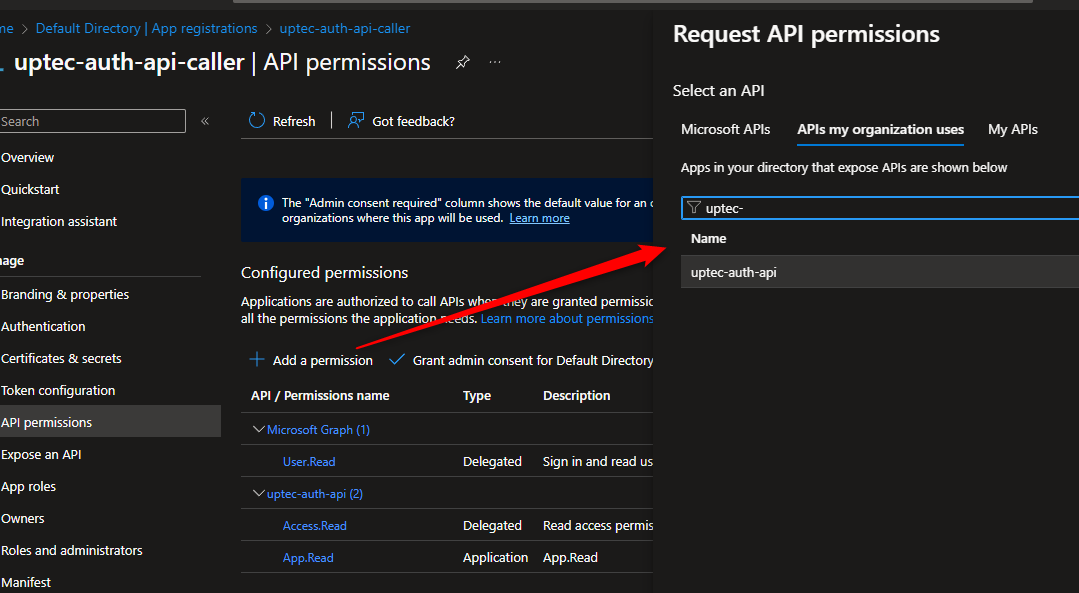 me > Default Directory | App registrations > uptec-auth-api-caller
uptec-auth-api-caller | API permissions
Search
Refresh
Got feedback?
Overview
Quickstart
Integration assistant
nage
Branding & properties
Authentication
Certificates & secrets
Token configuration
API permissions
Expose an API
App roles
Owners
Roles and administrators
Manifest
The "Admin consent required" column shows the default value for an o
organizations where this app will be used. Learn more
Configured permissions
Applications are authorized to call APIs when they are granted permissio
all the permissions the application needs. Learn more about permissions
Add a permission
Grant admin consent for Default Directory
API / Permissions name Type Description
Microsoft Graph (1)
User.Read Delegated Sign in and read us
uptec-auth-api (2)
Access.Read Delegated Read access permis
App.Read Application App.Read
Request API permissions
Select an API
Microsoft APIs APIs my organization uses My APIs
Apps in your directory that expose APIs are shown below
uptec-
Name
uptec-auth-api